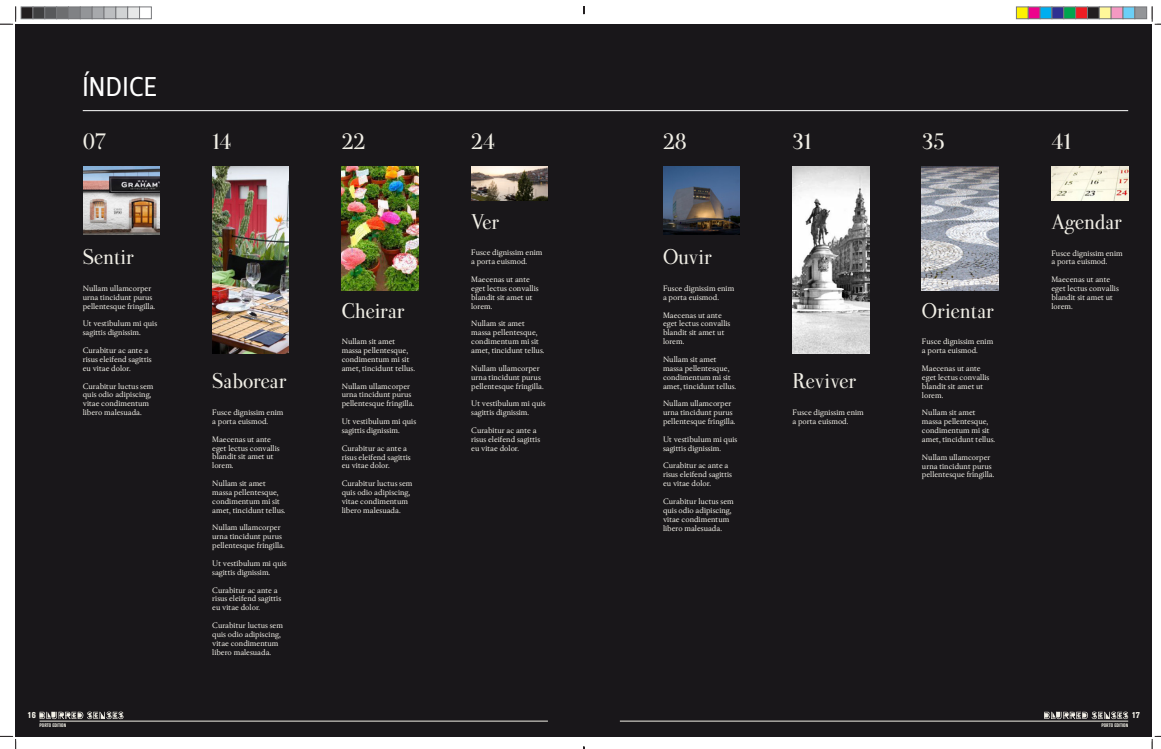 ÍNDICE
07
GRAHAM'
Sentir
Nullam ullamcorper
urna tincidunt purus
pellentesque fringilla.
Ut vestibulum mi quis
sagittis dignissim.
Curabitur ac ante a
risus eleifend sagittis
eu vitae dolor.
Curabitur luctus sem
quis odio adipiscing,
vitae condimentum
libero malesuada.
14
Saborear
Fusce dignissim enim
a porta euismod.
Maecenas ut ante
eget lectus convallis
blandit sit amet ut
lorem.
Nullam sit amet
massa pellentesque,
condimentum mi sit
amet, tincidunt tellus.
Nullam ullamcorper
urna tincidunt purus
pellentesque fringilla.
Ut vestibulum mi quis
sagittis dignissim.
Curabitur ac ante a
risus eleifend sagittis
eu vitae dolor.
Curabitur luctus sem
quis odio adipiscing,
vitae condimentum
libero malesuada.
22
Cheirar
Nullam sit amet
massa pellentesque,
condimentum mi sit
amet, tincidunt tellus.
Nullam ullamcorper
urna tincidunt purus
pellentesque fringilla.
Ut vestibulum mi quis
sagittis dignissim.
Curabitur ac ante a
risus eleifend sagittis
eu vitae dolor.
Curabitur luctus sem
quis odio adipiscing,
vitae condimentum
libero malesuada.
24
Ver
Fusce dignissim enim
a porta euismod.
Maecenas ut ante
eget lectus convallis
blandit sit amet ut
lorem.
Nullam sit amet
massa pellentesque,
condimentum mi sit
amet, tincidunt tellus.
Nullam ullamcorper
urna tincidunt purus
pellentesque fringilla.
Ut vestibulum mi quis
sagittis dignissim.
Curabitur ac ante a
risus eleifend sagittis
eu vitae dolor.
28
Ouvir
Fusce dignissim enim
a porta euismod.
Maecenas ut ante
eget lectus convallis
blandit sit amet ut
lorem.
Nullam sit amet
massa pellentesque,
condimentum mi sit
amet, tincidunt tellus.
Nullam ullamcorper
urna tincidunt purus
pellentesque fringilla.
Ut vestibulum mi quis
sagittis dignissim.
Curabitur ac ante a
risus eleifend sagittis
eu vitae dolor.
Curabitur luctus sem
quis odio adipiscing,
vitae condimentum
libero malesuada.
31
Reviver
Fusce dignissim enim
a porta euismod.
35
Orientar
Fusce dignissim enim
a porta euismod.
Maecenas ut ante
eget lectus convallis
blandit sit amet ut
lorem.
Nullam sit amet
massa pellentesque,
condimentum mi sit
amet, tincidunt tellus.
Nullam ullamcorper
urna tincidunt purus
pellentesque fringilla.
41
8 9 10
15 16 17
22 23 24
Agendar
Fusce dignissim enim
a porta euismod.
Maecenas ut ante
eget lectus convallis
blandit sit amet ut
lorem.
16 BLURRED SENSES
PORTO EDITION
BLURRED SENSES 17
PORTO EDITION